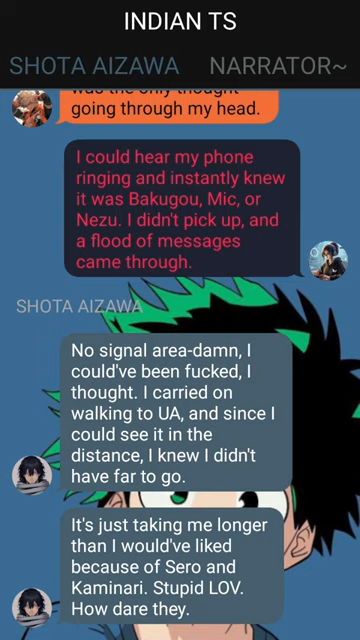 INDIAN TS
SHOTA AIZAWA NARRATOR~
was the only thought
going through my head.
I could hear my phone
ringing and instantly knew
it was Bakugou, Mic, or
Nezu. I didn't pick up, and
a flood of messages
came through.
SHOTA AIZAWA
No signal area-damn, I
could've been fucked, I
thought. I carried on
walking to UA, and since I
could see it in the
distance, I knew I didn't
have far to go.
It's just taking me longer
than I would've liked
because of Sero and
Kaminari. Stupid LOV.
How dare they.